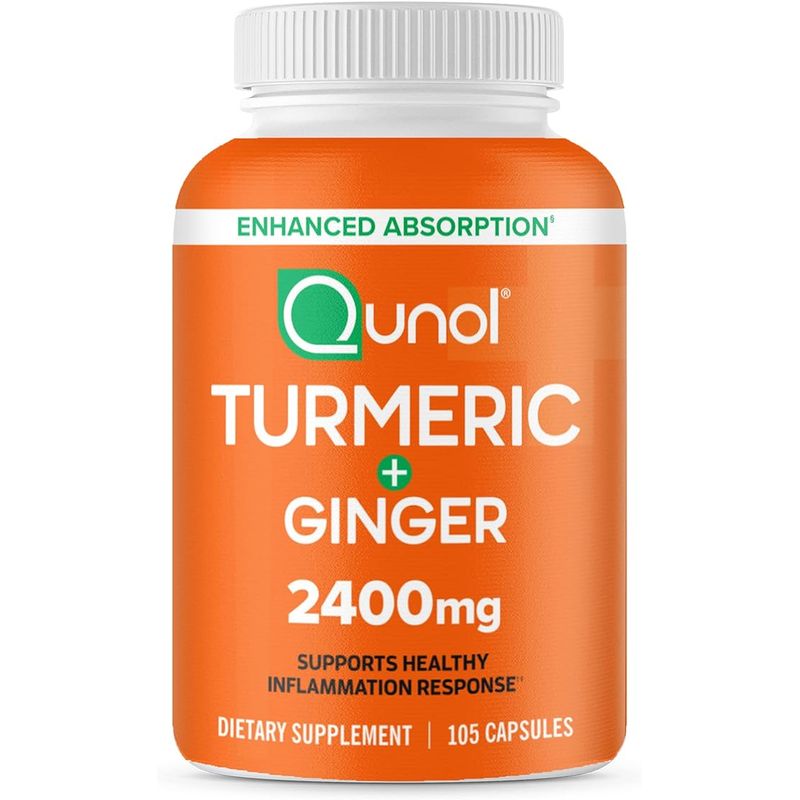 ENHANCED ABSORPTION§
Qunol®
TURMERIC
+
GINGER
2400mg
SUPPORTS HEALTHY
INFLAMMATION RESPONSE
DIETARY SUPPLEMENT | 105 CAPSULES